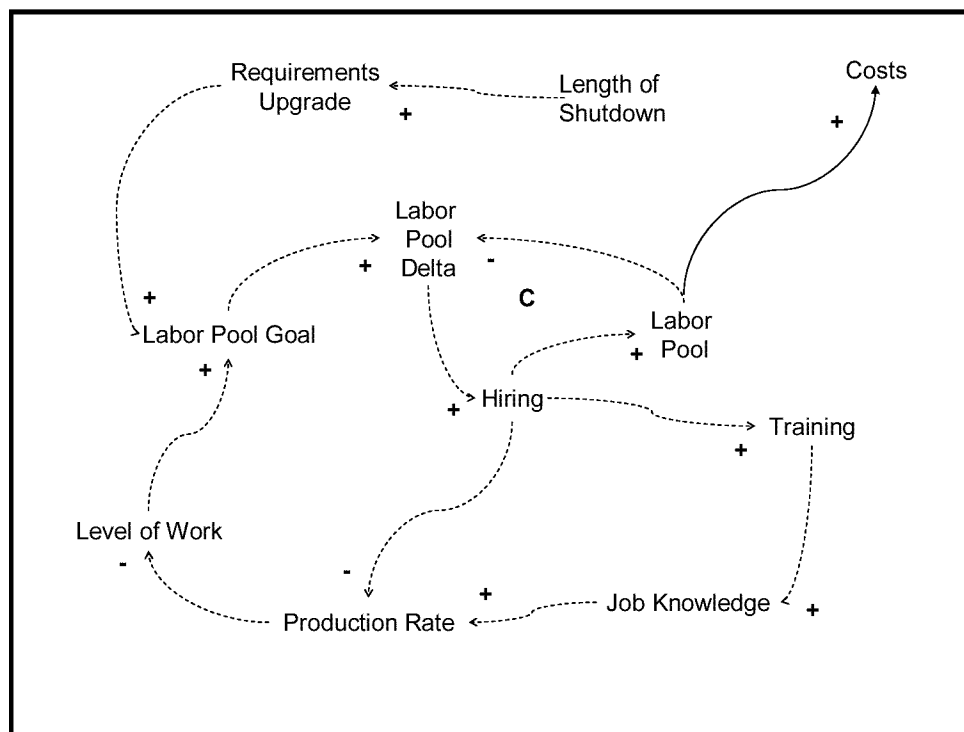 Requirements
Upgrade
Length of
Shutdown
Costs
+
+
Labor
Pool
Delta
+
-
C
+
Labor Pool Goal
+
Labor
Pool
+
Hiring
+
Training
+
Level of Work
-
-
Production Rate
+
Job Knowledge
+